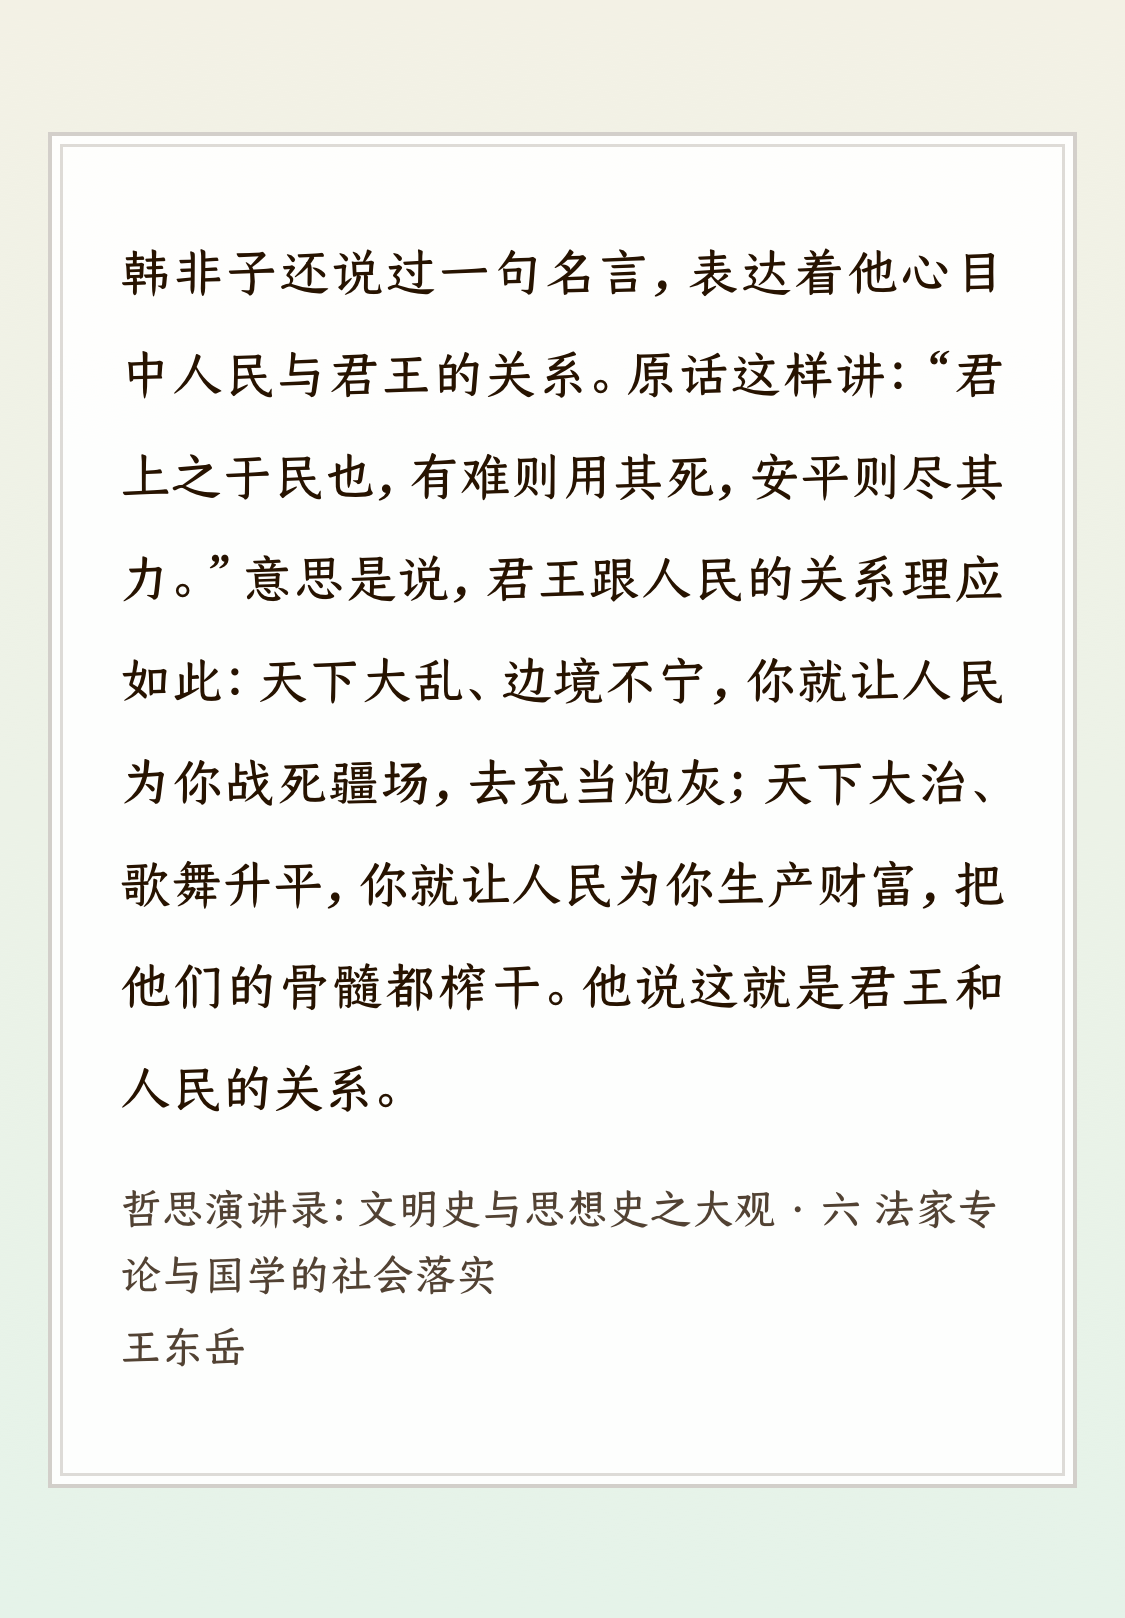 韩非子还说过一句名言，表达着他心目
中人民与君王的关系。原话这样讲：“君
上之于民也，有难则用其死，安平则尽其
力。”意思是说，君王跟人民的关系理应
如此：天下大乱、边境不宁，你就让人民
为你战死疆场，去充当炮灰；天下大治、
歌舞升平，你就让人民为你生产财富，把
他们的骨髓都榨干。他说这就是君王和
人民的关系。
哲思演讲录：文明史与思想史之大观 · 六 法家专
论与国学的社会落实
王东岳